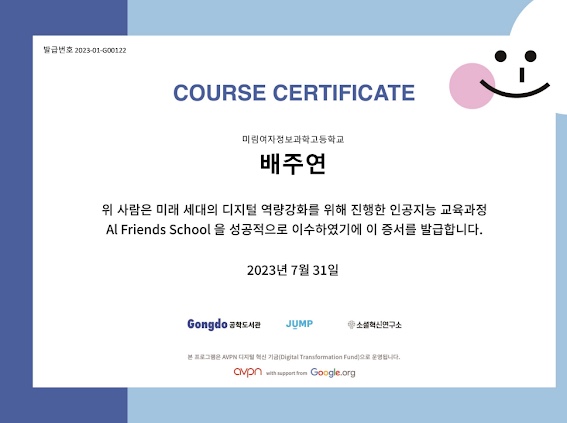 발급번호 2023-01-G00122
COURSE CERTIFICATE
미림여자정보과학고등학교
배주연
위 사람은 미래 세대의 디지털 역량강화를 위해 진행한 인공지능 교육과정
AI Friends School 을 성공적으로 이수하였기에 이 증서를 발급합니다.
2023년 7월 31일
Gongdo 공학도서관 JUMP 소셜혁신연구소
본 프로그램은 AVPN 디지털 혁신 기금(Digital Transformation Fund)으로 운영됩니다.
avpn with support from Google.org